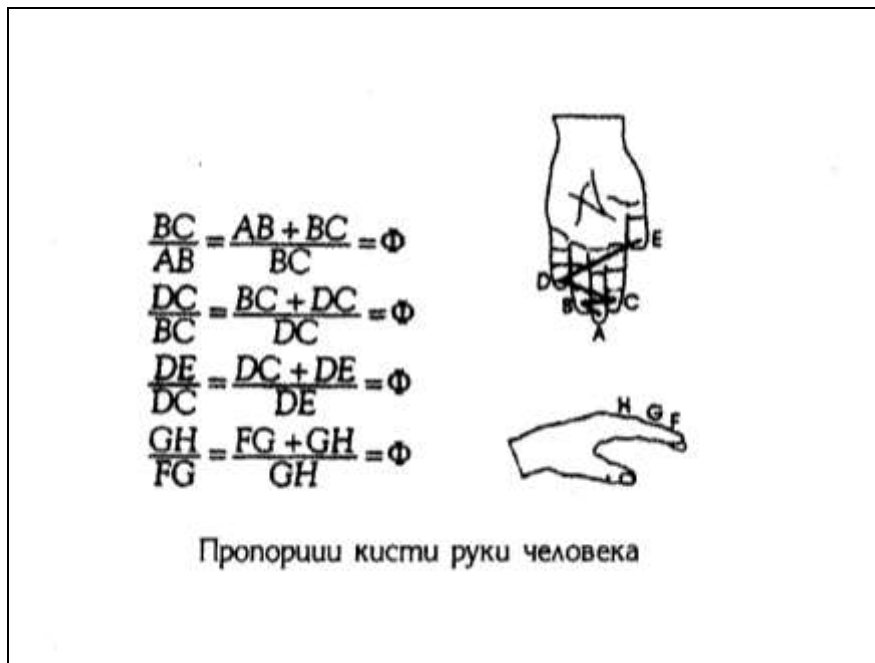 BC/AB = AB + BC/BC = Φ
DC/BC = BC + DC/DC = Φ
DE/DC = DC + DE/DE = Φ
GH/FG = FG + GH/GH = Φ
E
D
B C
A
H G F
Пропорции кисти руки человека